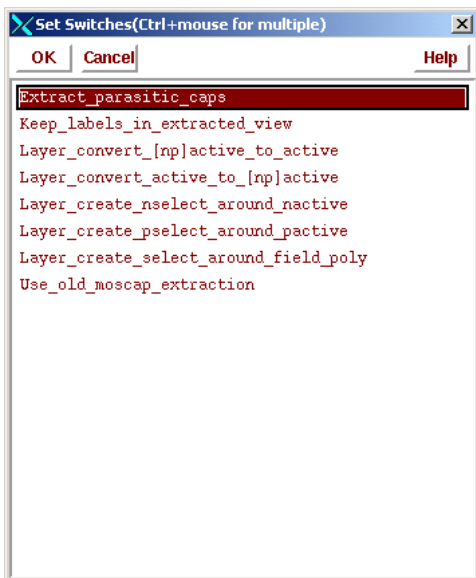 Set Switches(Ctrl+mouse for multiple)
OK Cancel Help
Extract_parasitic_caps
Keep_labels_in_extracted_view
Layer_convert_[np]active_to_active
Layer_convert_active_to_[np]active
Layer_create_nselect_around_nactive
Layer_create_pselect_around_pactive
Layer_create_select_around_field_poly
Use_old_moscap_extraction